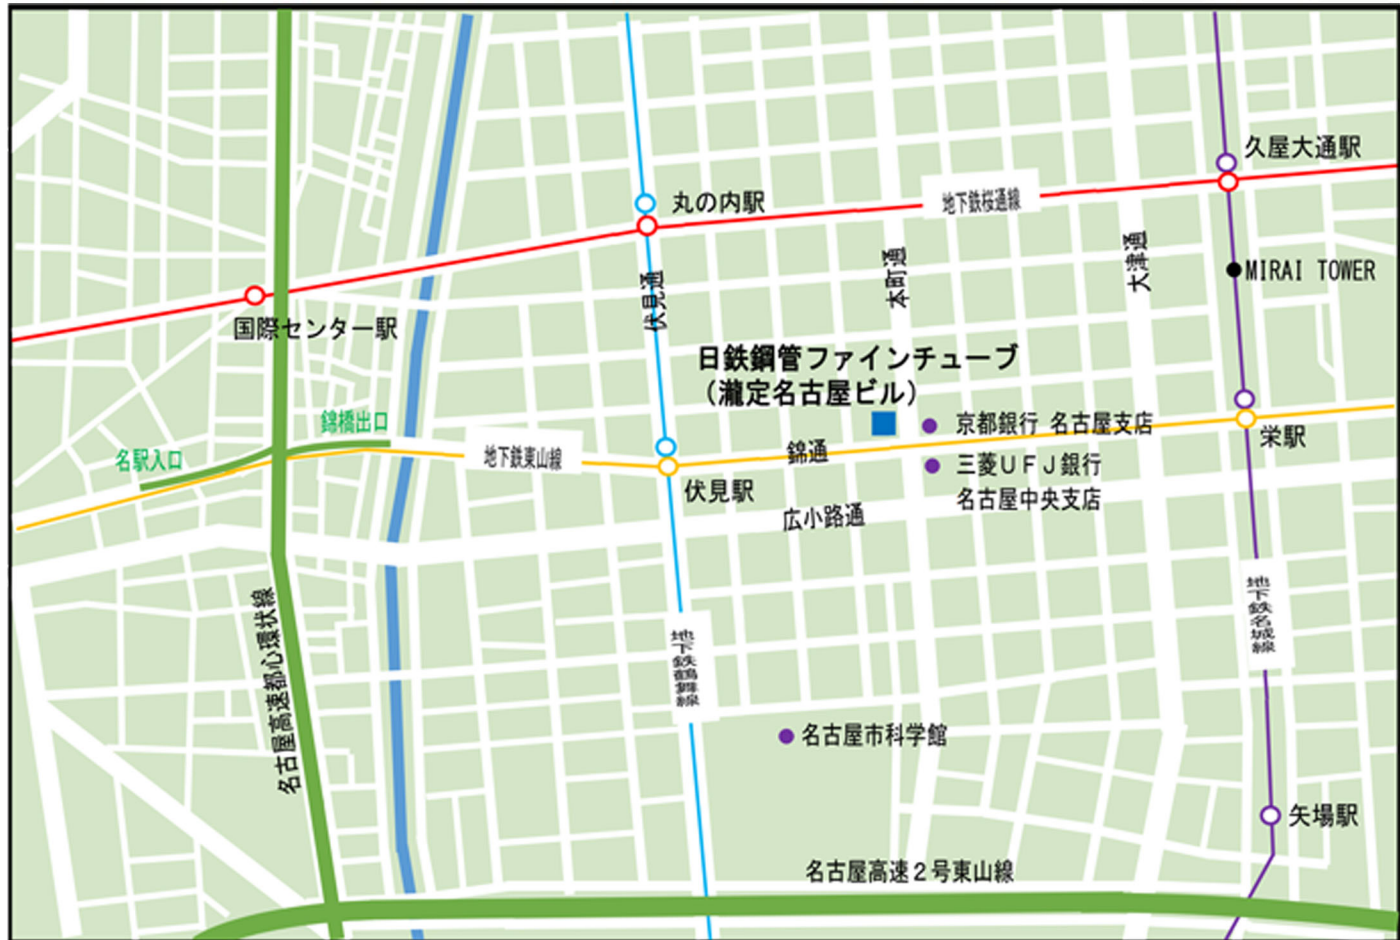 久屋大通駅
丸の内駅
地下鉄桜通線
伏見通
本町通
大津通
MIRAI TOWER
国際センター駅
日鉄鋼管ファインチューブ
（瀧定名古屋ビル）
錦橋出口
京都銀行 名古屋支店
栄駅
名駅入口
地下鉄東山線
錦通
三菱ＵＦＪ銀行
名古屋中央支店
伏見駅
広小路通
地下鉄名城線
名古屋高速都心環状線
地下鉄鶴舞線
名古屋市科学館
矢場駅
名古屋高速２号東山線